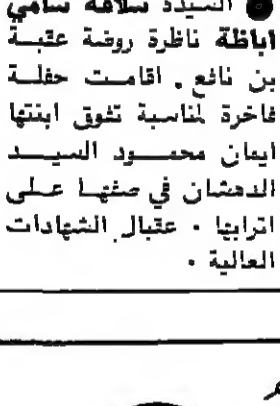 ● السيدة سلافة سامي
اباظة ناظرة روضة عقبة
بن نافع . اقامت حفلة
فاخرة لمناسبة تفوق ابنتها
ايمان محمود السيد
الدهشان في صفها على
اترابها . عقبال الشهادات
العالية .